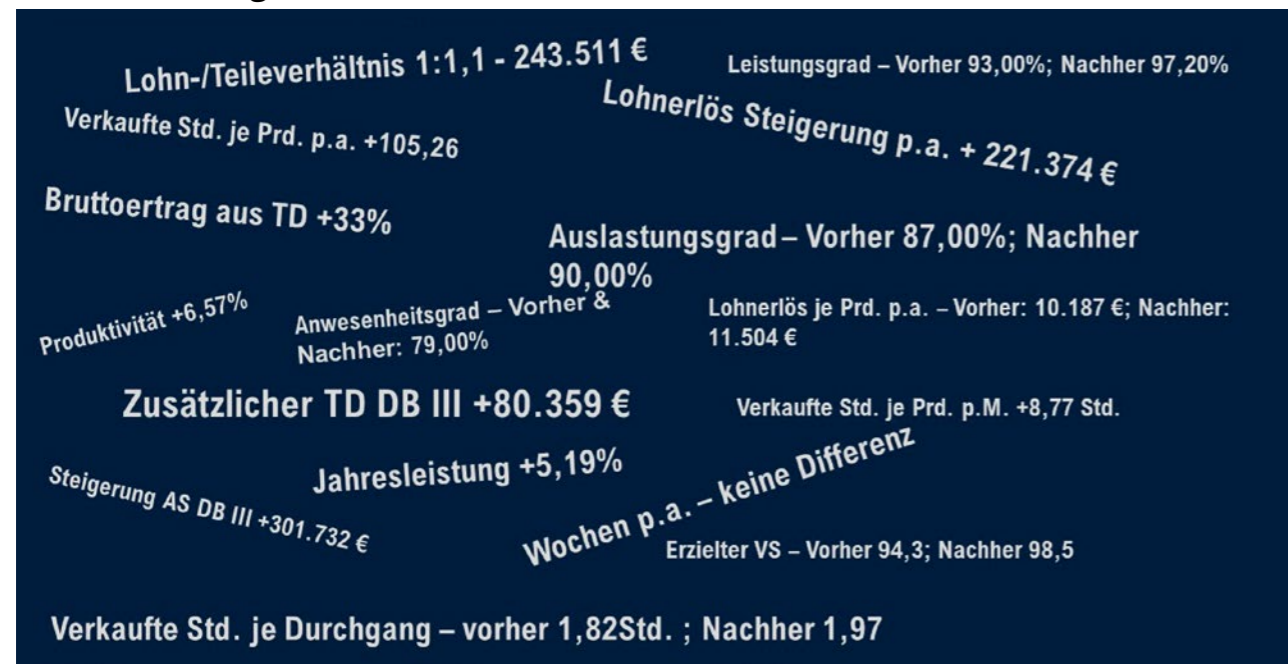 Lohn-/Teileverhältnis 1:1,1 - 243.511 €
Leistungsgrad – Vorher 93,00%; Nachher 97,20%
Verkaufte Std. je Prd. p.a. +105,26
Lohnerlös Steigerung p.a. + 221.374 €
Bruttoertrag aus TD +33%
Auslastungsgrad – Vorher 87,00%; Nachher
90,00%
Produktivität +6,57%
Anwesenheitsgrad – Vorher &
Nachher: 79,00%
Lohnerlös je Prd. p.a. – Vorher: 10.187 €; Nachher:
11.504 €
Zusätzlicher TD DB III +80.359 €
Verkaufte Std. je Prd. p.M. +8,77 Std.
Steigerung AS DB III +301.732 €
Jahresleistung +5,19%
Wochen p.a. – keine Differenz
Erzielter VS – Vorher 94,3; Nachher 98,5
Verkaufte Std. je Durchgang – vorher 1,82Std. ; Nachher 1,97